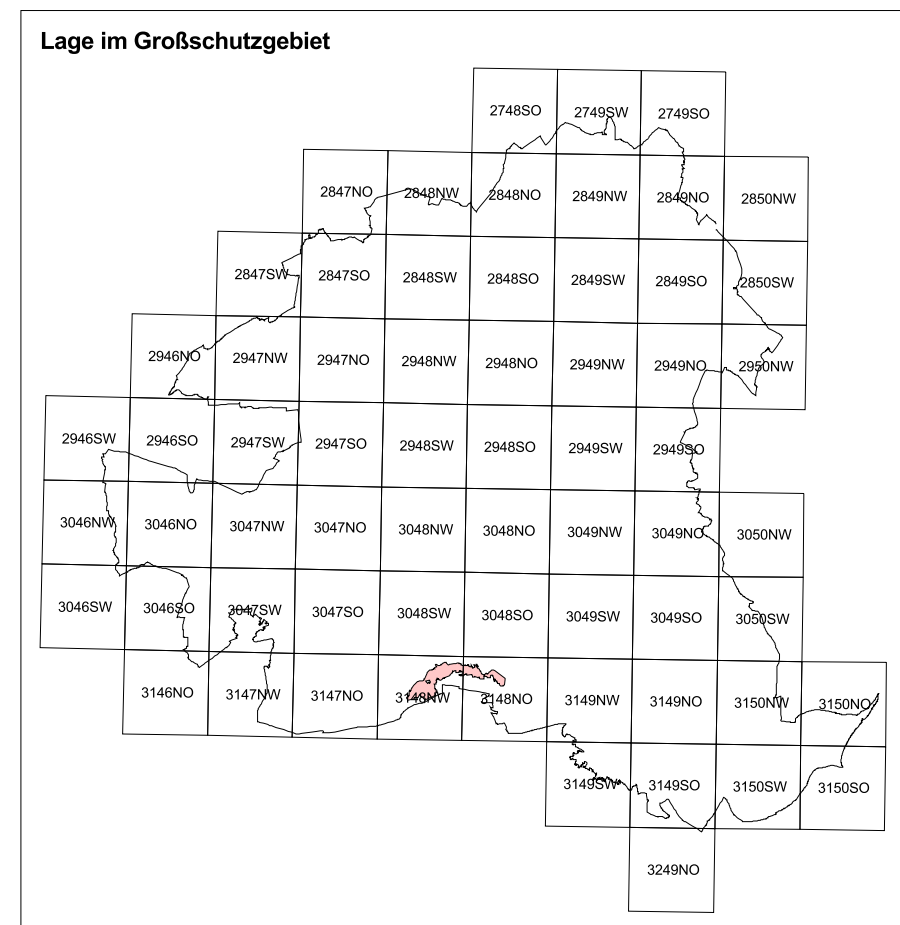 Lage im Großschutzgebiet
2748SO 2749SW 2749SO
2847NO 2848NW 2848NO 2849NW 2849NO 2850NW
2847SW 2847SO 2848SW 2848SO 2849SW 2849SO 2850SW
2946NO 2947NW 2947NO 2948NW 2948NO 2949NW 2949NO 2950NW
2946SW 2946SO 2947SW 2947SO 2948SW 2948SO 2949SW 2949SO
3046NW 3046NO 3047NW 3047NO 3048NW 3048NO 3049NW 3049NO 3050NW
3046SW 3046SO 3047SW 3047SO 3048SW 3048SO 3049SW 3049SO 3050SW
3146NO 3147NW 3147NO 3148NW 3148NO 3149NW 3149NO 3150NW 3150NO
3149SW 3149SO 3150SW 3150SO
3249NO